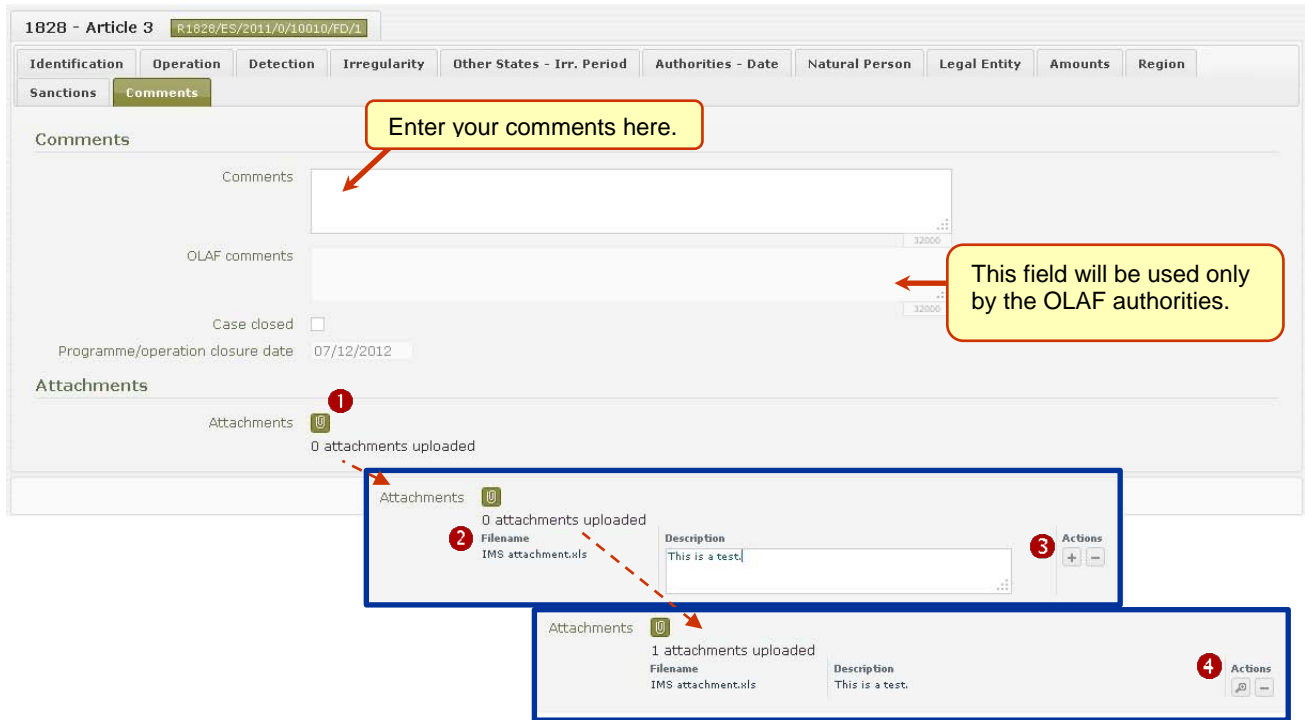 1828 - Article 3 R1828/ES/2011/0/10010/FD/1
Identification Operation Detection Irregularity Other States - Irr. Period Authorities - Date Natural Person Legal Entity Amounts Region
Sanctions Comments
Enter your comments here.
Comments
Comments
32000
OLAF comments
This field will be used only
by the OLAF authorities.
32000
Case closed
Programme/operation closure date 07/12/2012
Attachments
1
Attachments
0 attachments uploaded
Attachments
0 attachments uploaded
2 Filename Description 3 Actions
IMS attachment.xls This is a test. + −
Attachments
1 attachments uploaded
Filename Description 4 Actions
IMS attachment.xls This is a test. −